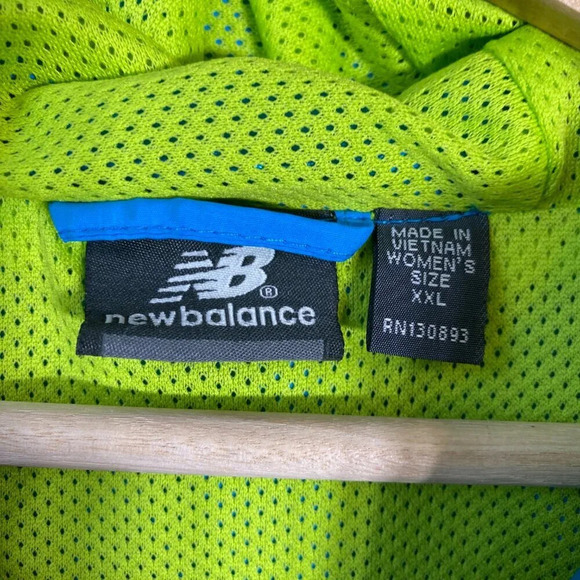 NB®
newbalance
MADE IN
VIETNAM
WOMEN'S
SIZE
XXL
RN130893